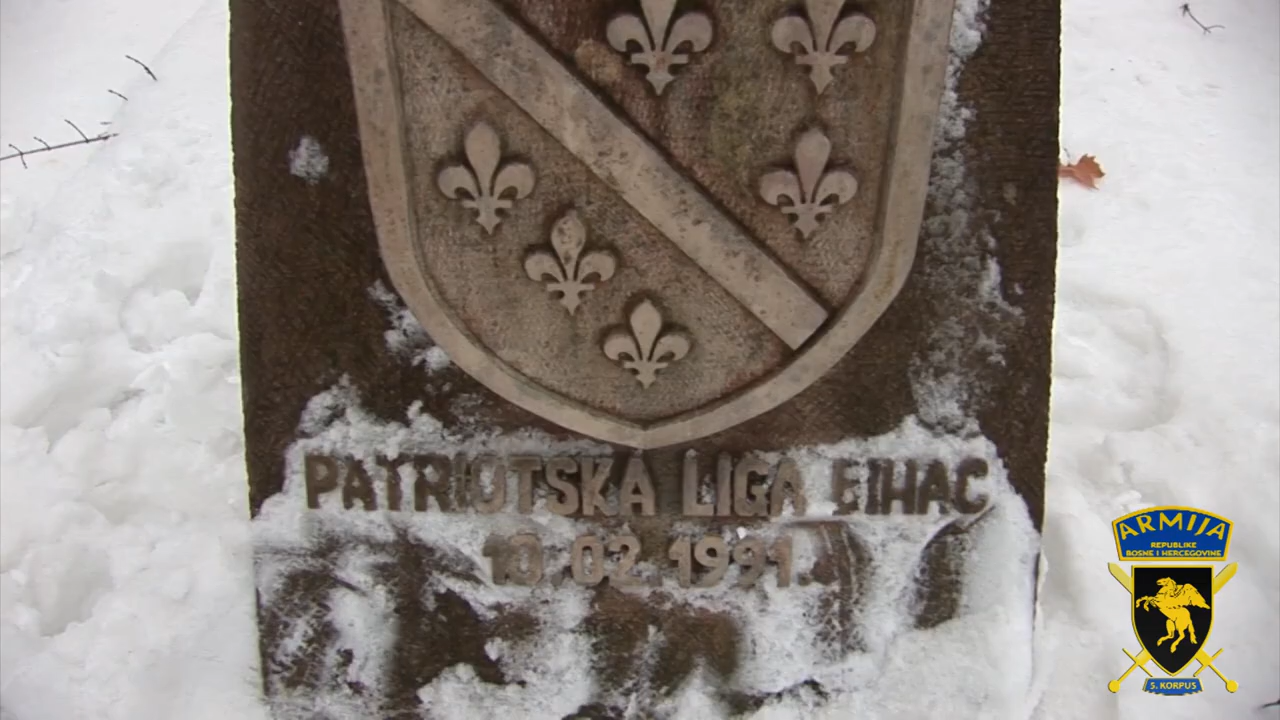 PATRIOTSKA LIGA BIHAC
10.02.1991.
ARMIJA
REPUBLIKE
BOSNE I HERCEGOVINE
5. KORPUS